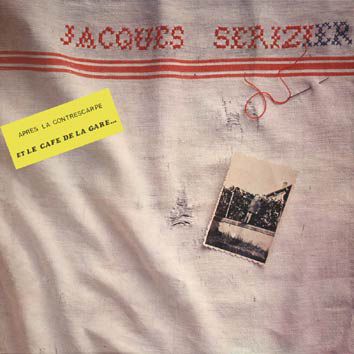 JACQUES SERIZIER
APRES LA CONTRESCARPE
ET LE CAFE DE LA GARE...